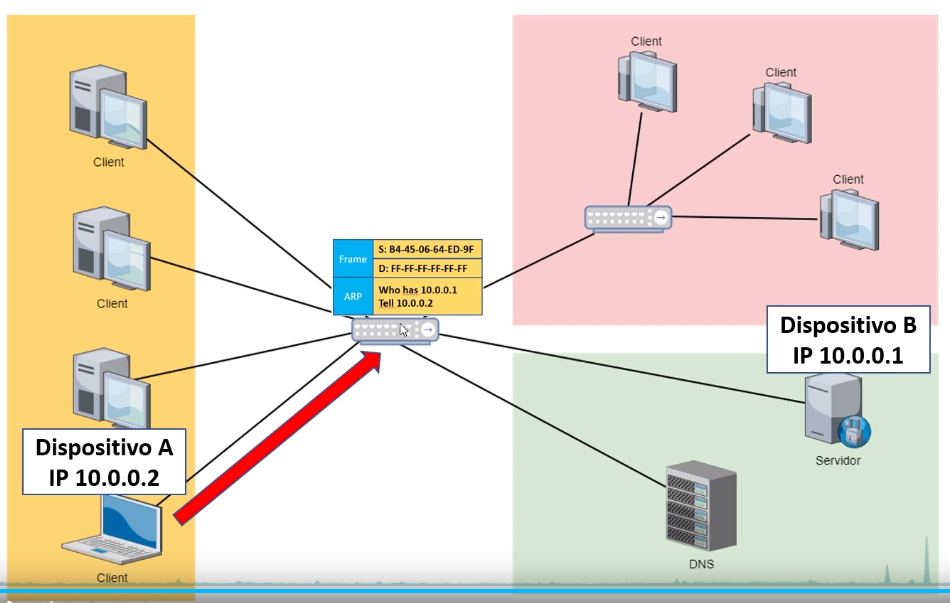 Client
Client
Client
Client
Client
Frame
S: B4-45-06-64-ED-9F
D: FF-FF-FF-FF-FF-FF
ARP
Who has 10.0.0.1
Tell 10.0.0.2
Dispositivo B
IP 10.0.0.1
Servidor
Dispositivo A
IP 10.0.0.2
Client
DNS